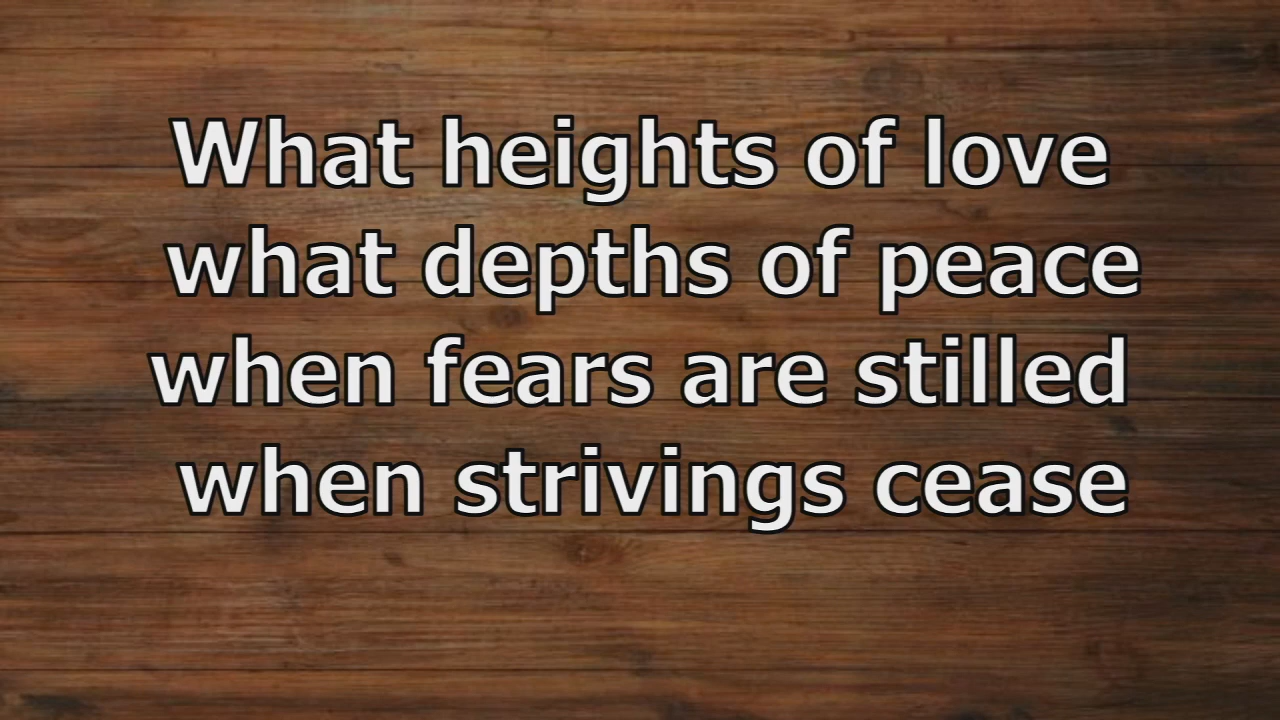 What heights of love
what depths of peace
when fears are stilled
when strivings cease